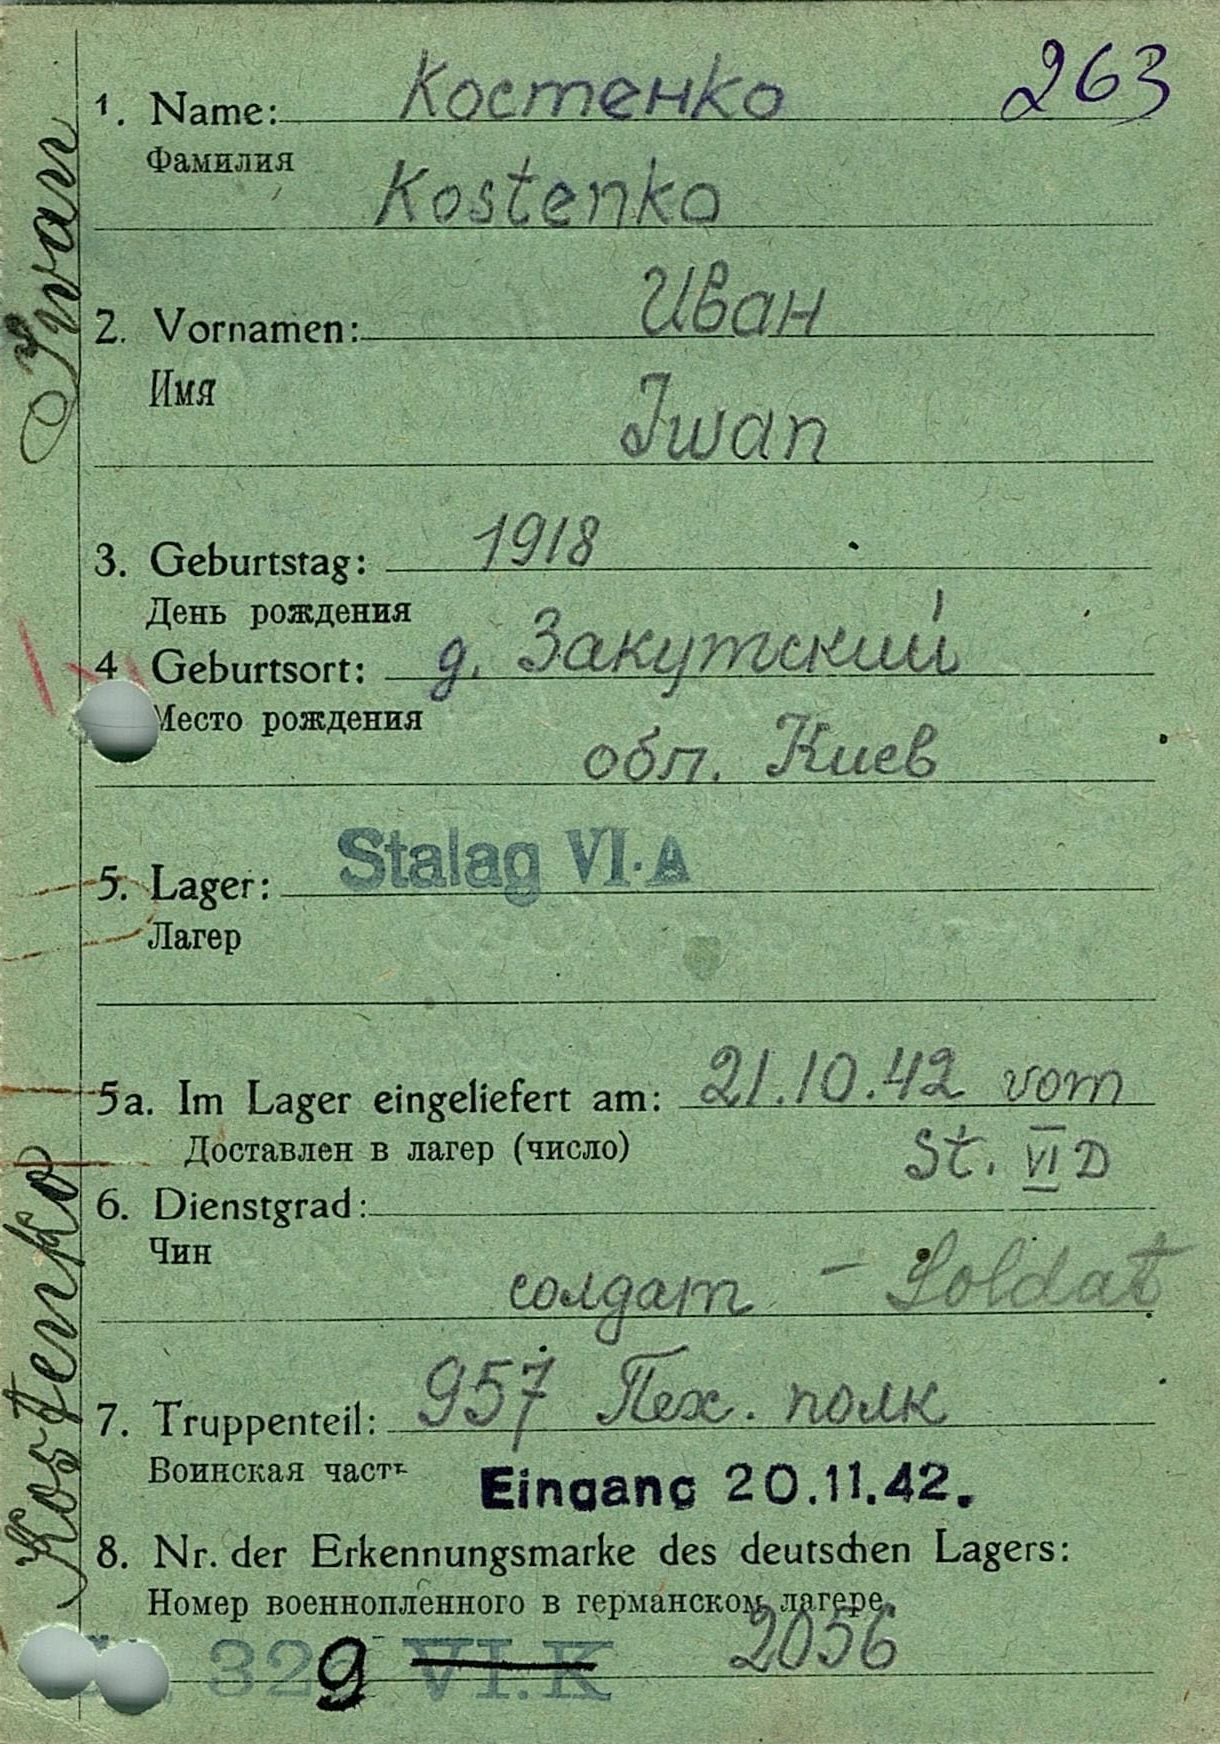 Костенко 263
1. Name:
Фамилия
Kostenko
Иван
2. Vornamen:
Имя
Iwan
3. Geburtstag: 1918
День рождения
4 Geburtsort: д. Закутский
Место рождения
обл. Киев
5. Lager: Stalag VI·A
Лагер
5a. Im Lager eingeliefert am: 21.10.42 vom
Доставлен в лагер (число) St. VI D
6. Dienstgrad:
Чин
солдат – Soldat
7. Truppenteil: 957 Пех. полк
Воинская часть
Eingang 20.11.42.
8. Nr. der Erkennungsmarke des deutschen Lagers:
Номер военнопленного в германском лагере
329 VI.K 2056
Kostenko Iwan